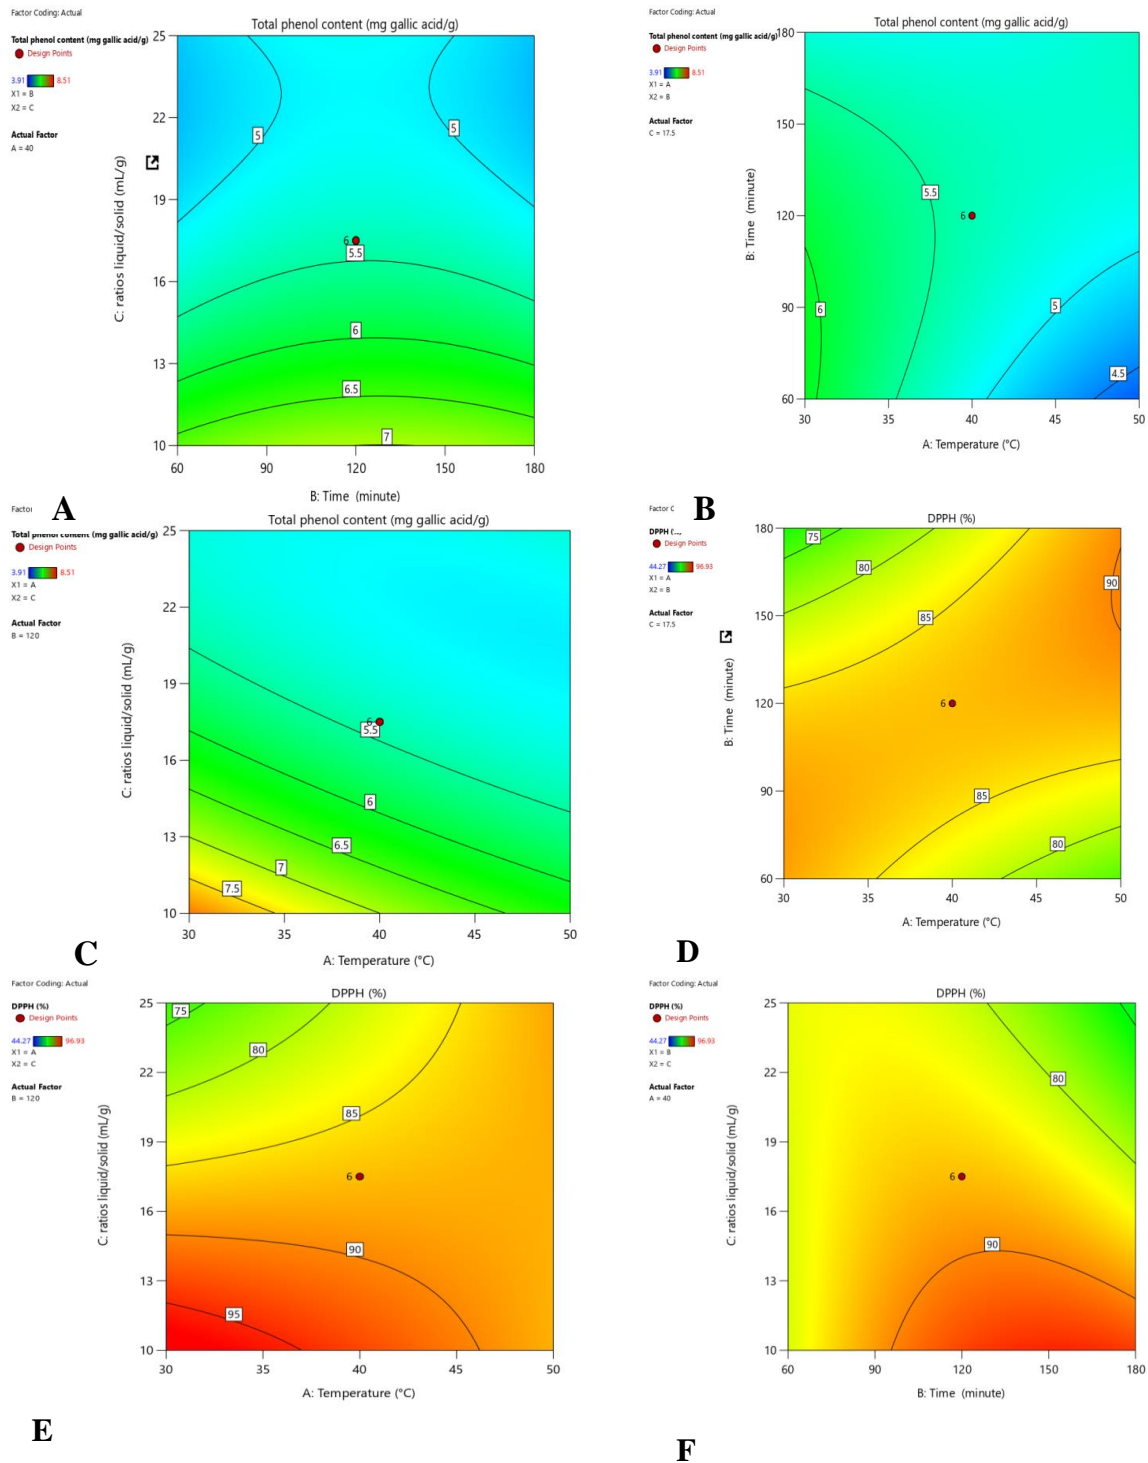 Factor Coding: Actual
Total phenol content (mg gallic acid/g)
Total phenol content (mg gallic acid/g)
Design Points
3.91 8.51
X1 = B
X2 = C
Actual Factor
A = 40
C: ratios liquid/solid (mL/g)
25
22
19
16
13
10
5
5
6
5.5
6
6.5
7
60 90 120 150 180
B: Time (minute)
A
Factor Coding: Actual
Total phenol content (mg gallic acid/g)
Total phenol content (mg gallic acid/g)
Design Points
3.91 8.51
X1 = A
X2 = B
Actual Factor
C = 17.5
B: Time (minute)
180
150
120
90
60
5.5
6
6
5
4.5
30 35 40 45 50
A: Temperature (°C)
B
Total phenol content (mg gallic acid/g)
Total phenol content (mg gallic acid/g)
Design Points
3.91 8.51
X1 = A
X2 = C
Actual Factor
B = 120
C: ratios liquid/solid (mL/g)
25
22
19
16
13
10
6
5.5
6
6.5
7
7.5
30 35 40 45 50
A: Temperature (°C)
C
Factor C
DPPH (%)
DPPH
Design Points
44.27 96.93
X1 = A
X2 = B
Actual Factor
C = 17.5
B: Time (minute)
180
150
120
90
60
75
80
85
90
6
85
80
30 35 40 45 50
A: Temperature (°C)
D
Factor Coding: Actual
DPPH (%)
DPPH (%)
Design Points
44.27 96.93
X1 = A
X2 = C
Actual Factor
B = 120
C: ratios liquid/solid (mL/g)
25
22
19
16
13
10
75
80
85
6
90
95
30 35 40 45 50
A: Temperature (°C)
E
Factor Coding: Actual
DPPH (%)
DPPH (%)
Design Points
44.27 96.93
X1 = B
X2 = C
Actual Factor
A = 40
C: ratios liquid/solid (mL/g)
25
22
19
16
13
10
80
6
90
60 90 120 150 180
B: Time (minute)
F